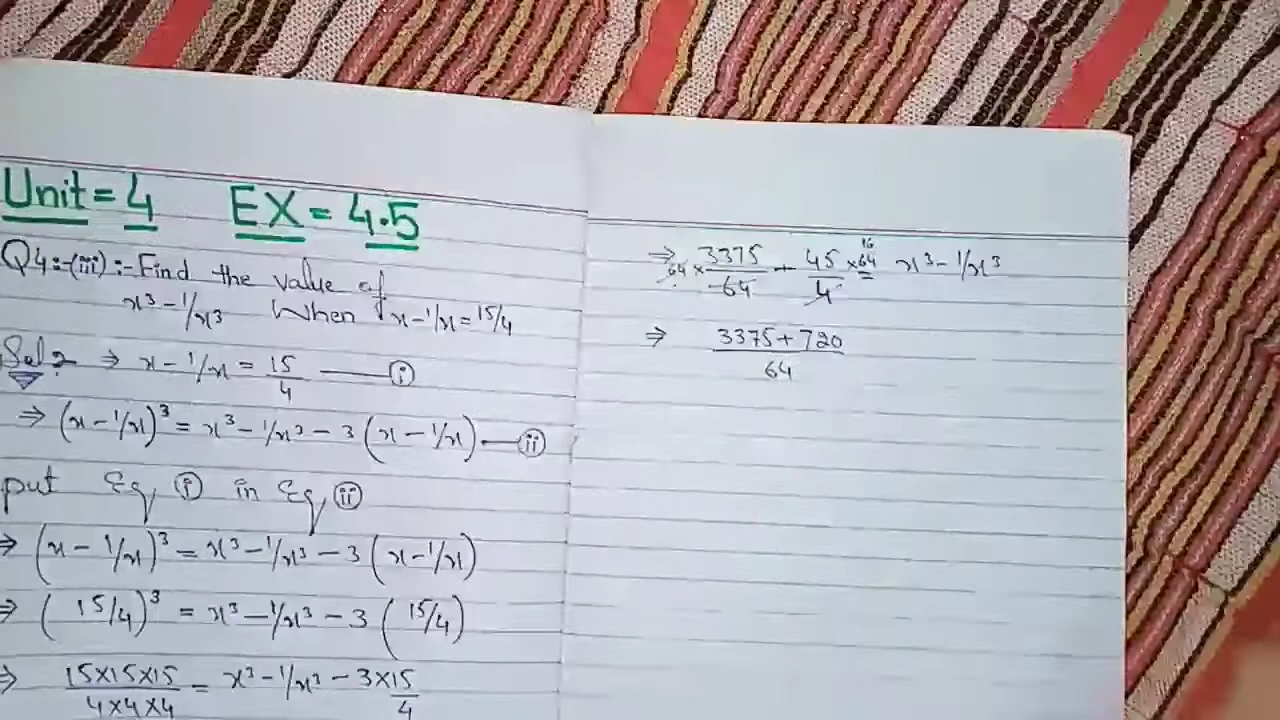 Unit = 4 EX = 4.5
Q4:-(iii):- Find the value of
x³ - 1/x³ When x - 1/x = 15/4
Sol: ⇒ x - 1/x = 15/4 —— (i)
⇒ (x - 1/x)³ = x³ - 1/x³ - 3(x - 1/x) — (ii)
put Eq (i) in Eq (ii)
⇒ (x - 1/x)³ = x³ - 1/x³ - 3(x - 1/x)
⇒ (15/4)³ = x³ - 1/x³ - 3(15/4)
⇒ 15×15×15/4×4×4 = x³ - 1/x³ - 3×15/4
⇒ 64 × 3375/64 + 45/4 × 64 16 = x³ - 1/x³
⇒ 3375 + 720/64